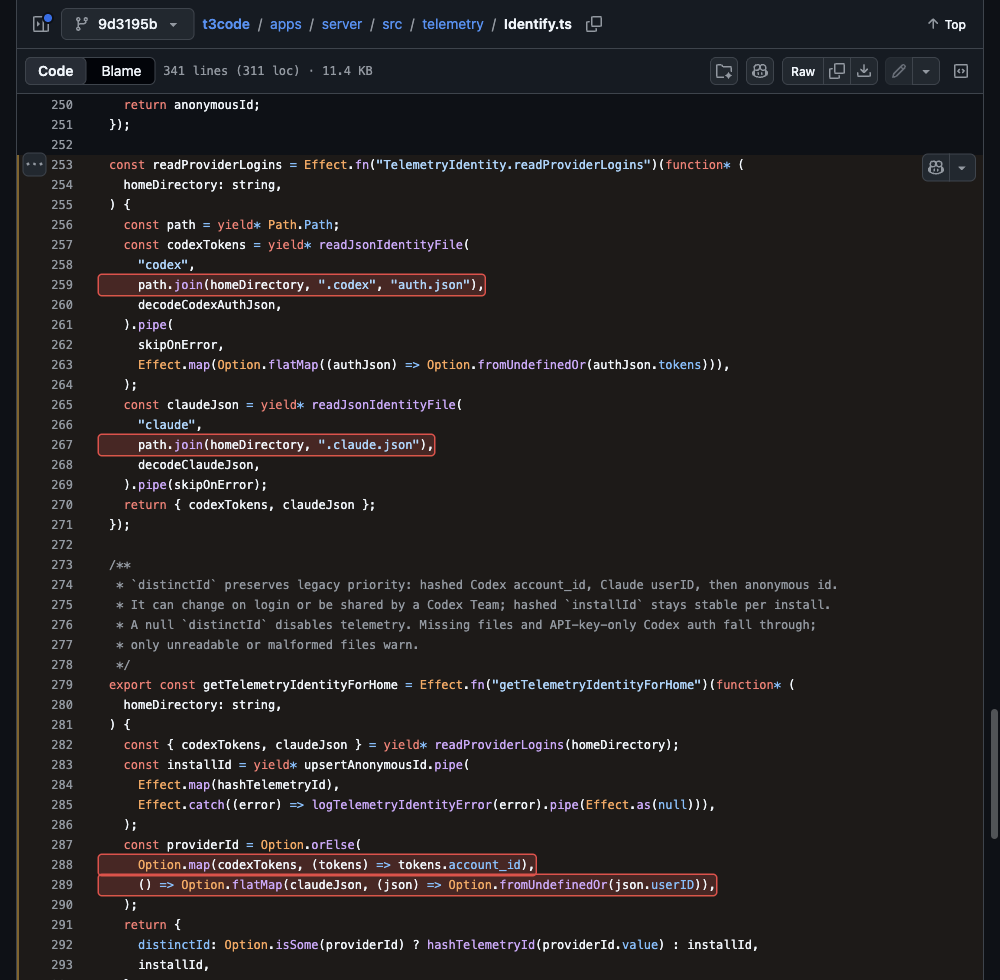 9d3195b t3code / apps / server / src / telemetry / Identify.ts Top
Code Blame 341 lines (311 loc) · 11.4 KB Raw
250 return anonymousId;
251 });
252
253 const readProviderLogins = Effect.fn("TelemetryIdentity.readProviderLogins")(function* (
254 homeDirectory: string,
255 ) {
256 const path = yield* Path.Path;
257 const codexTokens = yield* readJsonIdentityFile(
258 "codex",
259 path.join(homeDirectory, ".codex", "auth.json"),
260 decodeCodexAuthJson,
261 ).pipe(
262 skipOnError,
263 Effect.map(Option.flatMap((authJson) => Option.fromUndefinedOr(authJson.tokens))),
264 );
265 const claudeJson = yield* readJsonIdentityFile(
266 "claude",
267 path.join(homeDirectory, ".claude.json"),
268 decodeClaudeJson,
269 ).pipe(skipOnError);
270 return { codexTokens, claudeJson };
271 });
272
273 /**
274 * `distinctId` preserves legacy priority: hashed Codex account_id, Claude userID, then anonymous id.
275 * It can change on login or be shared by a Codex Team; hashed `installId` stays stable per install.
276 * A null `distinctId` disables telemetry. Missing files and API-key-only Codex auth fall through;
277 * only unreadable or malformed files warn.
278 */
279 export const getTelemetryIdentityForHome = Effect.fn("getTelemetryIdentityForHome")(function* (
280 homeDirectory: string,
281 ) {
282 const { codexTokens, claudeJson } = yield* readProviderLogins(homeDirectory);
283 const installId = yield* upsertAnonymousId.pipe(
284 Effect.map(hashTelemetryId),
285 Effect.catch((error) => logTelemetryIdentityError(error).pipe(Effect.as(null))),
286 );
287 const providerId = Option.orElse(
288 Option.map(codexTokens, (tokens) => tokens.account_id),
289 () => Option.flatMap(claudeJson, (json) => Option.fromUndefinedOr(json.userID)),
290 );
291 return {
292 distinctId: Option.isSome(providerId) ? hashTelemetryId(providerId.value) : installId,
293 installId,